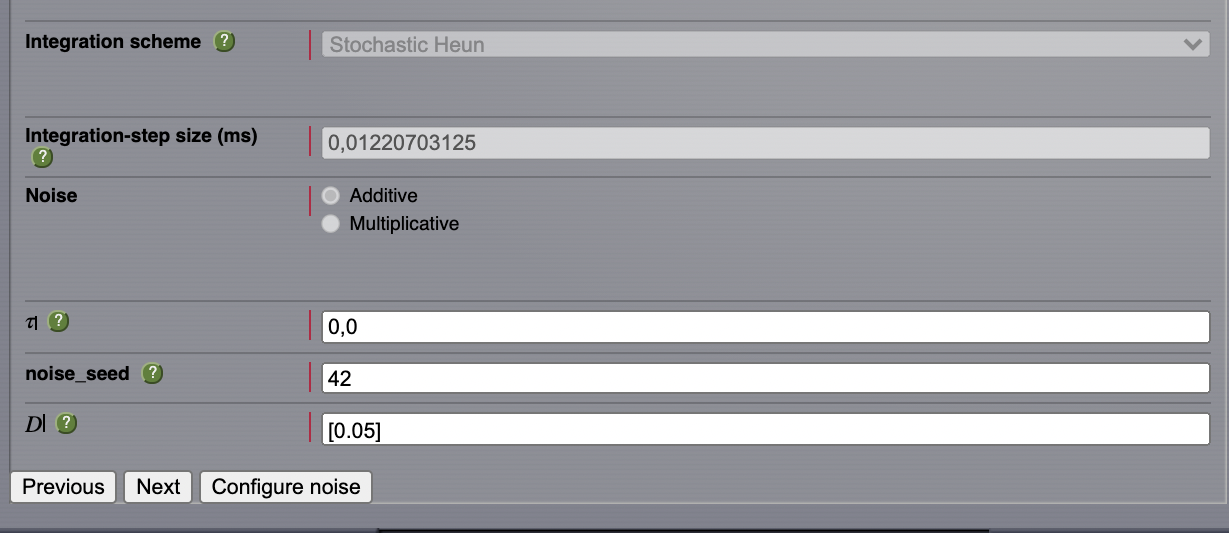 Integration scheme ?
Stochastic Heun
Integration-step size (ms)
?
0,01220703125
Noise
Additive
Multiplicative
τ ?
0,0
noise_seed ?
42
D ?
[0.05]
Previous Next Configure noise